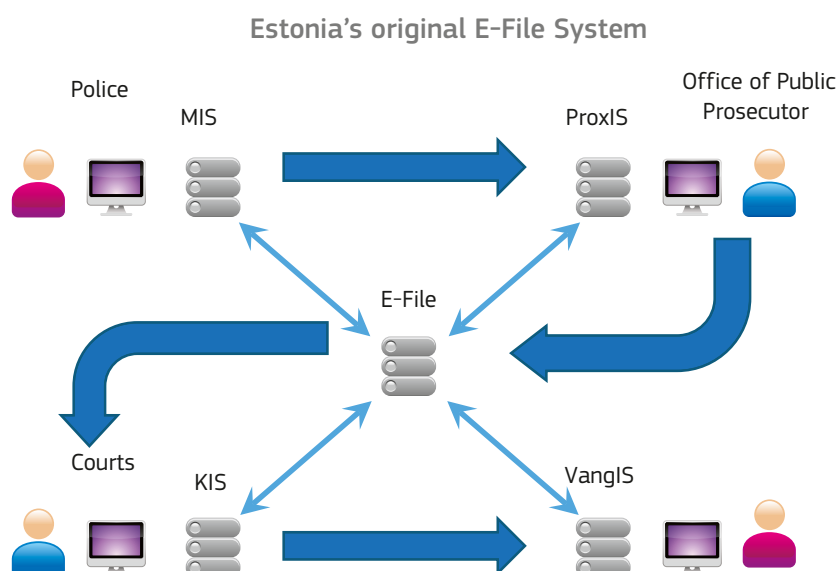 Estonia's original E-File System
Police
MIS
ProxIS
Office of Public
Prosecutor
E-File
Courts
KIS
VangIS